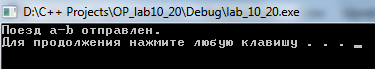 D:\C++ Projects\OP_lab10_20\Debug\lab_10_20.exe
Поезд a-b отправлен.
Для продолжения нажмите любую клавишу . . .